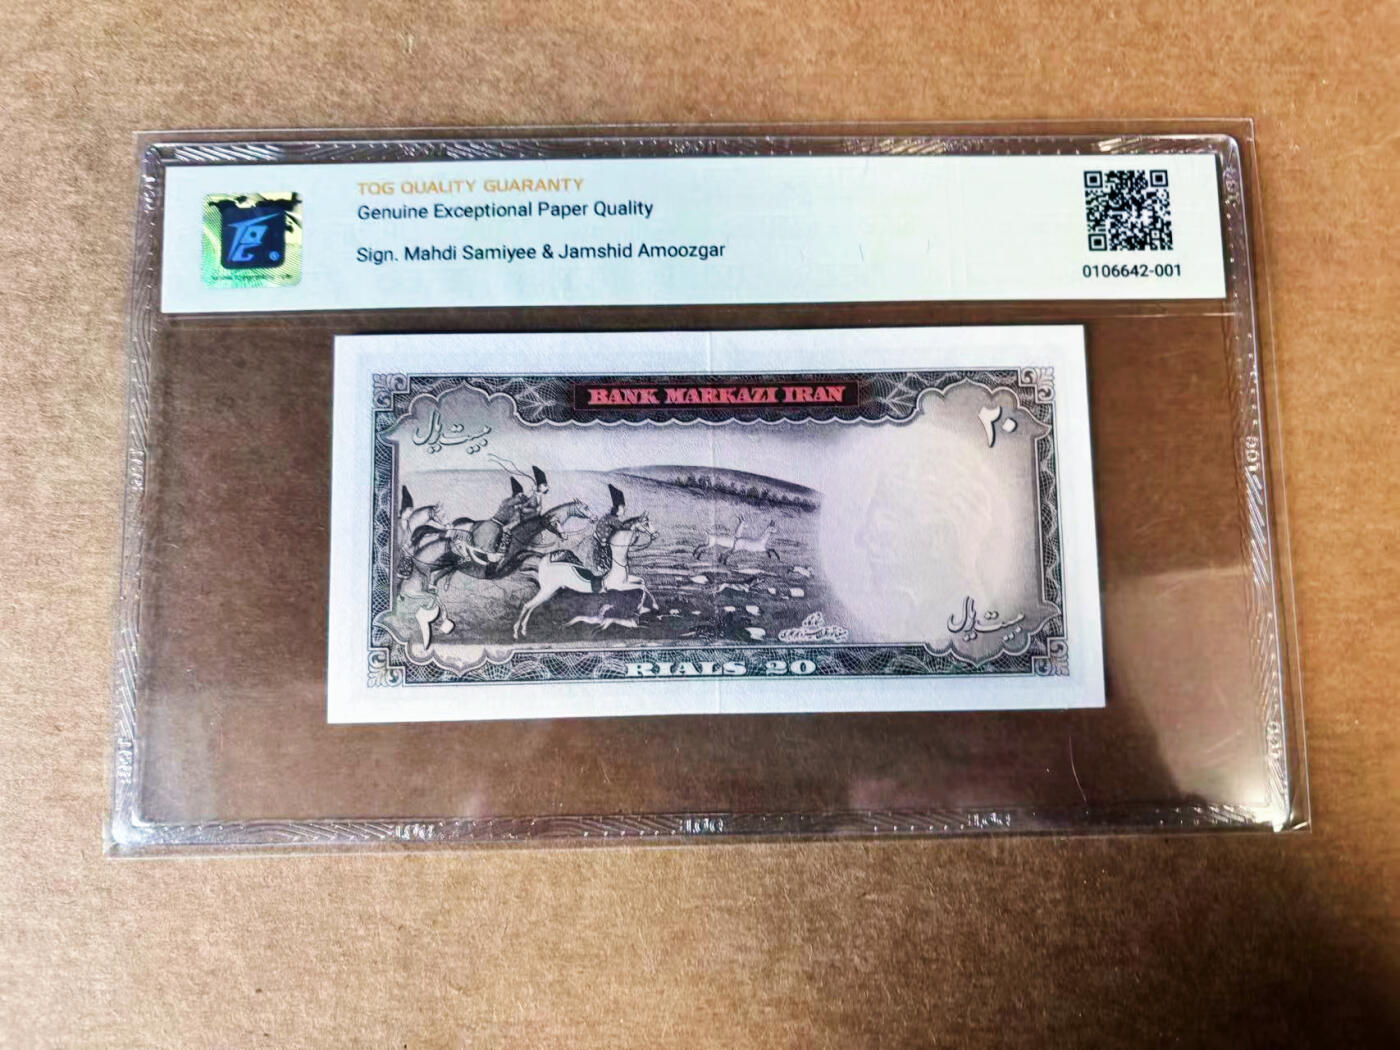 TQG QUALITY GUARANTY
Genuine Exceptional Paper Quality
Sign. Mahdi Samiyee & Jamshid Amoozgar
0106642-001
BANK MARKAZI IRAN
بیست ریال
۲۰
۲۰
بیست ریال
RIALS 20